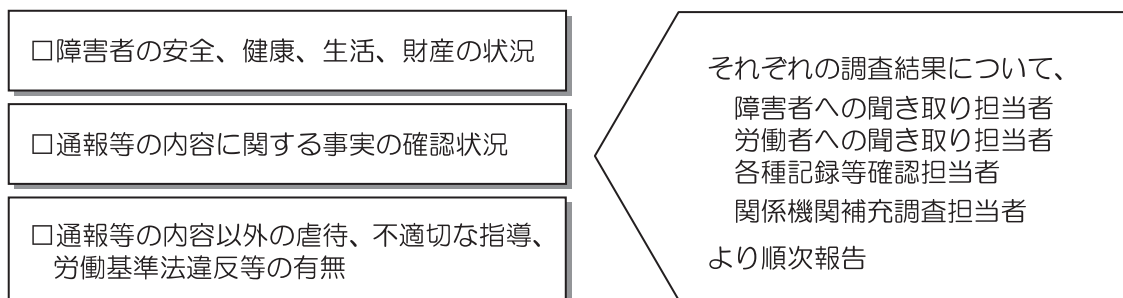 □障害者の安全、健康、生活、財産の状況
□通報等の内容に関する事実の確認状況
□通報等の内容以外の虐待、不適切な指導、
労働基準法違反等の有無
それぞれの調査結果について、
障害者への聞き取り担当者
労働者への聞き取り担当者
各種記録等確認担当者
関係機関補充調査担当者
より順次報告